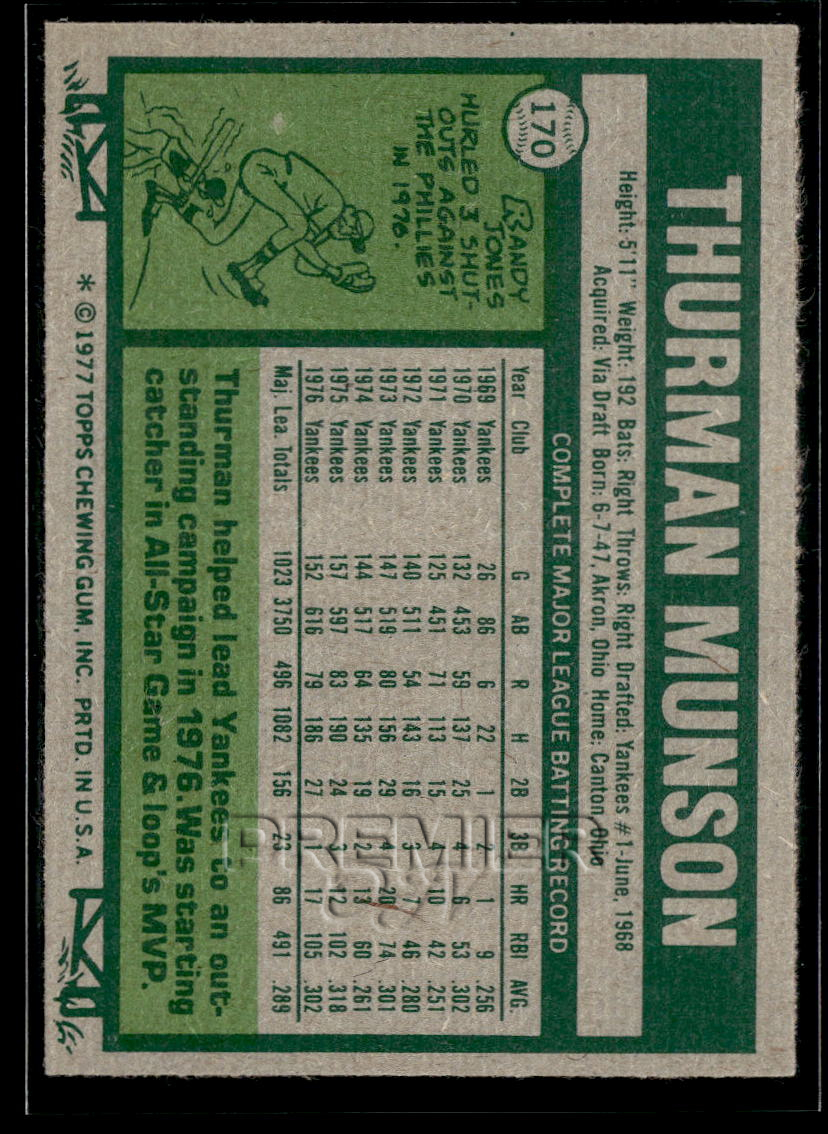 170
THURMAN MUNSON
Height: 5'11" Weight: 192 Bats: Right Throws: Right Drafted: Yankees #1-June, 1968
Acquired: Via Draft Born: 6-7-47, Akron, Ohio Home: Canton, Ohio
COMPLETE MAJOR LEAGUE BATTING RECORD
Year Club G AB R H 2B 3B HR RBI AVG.
1969 Yankees 26 86 6 22 1 2 1 9 .256
1970 Yankees 132 453 59 137 25 4 6 53 .302
1971 Yankees 125 451 71 113 15 4 10 42 .251
1972 Yankees 140 511 54 143 16 3 7 46 .280
1973 Yankees 147 519 80 156 29 4 20 74 .301
1974 Yankees 144 517 64 135 19 2 13 60 .261
1975 Yankees 157 597 83 190 24 3 12 102 .318
1976 Yankees 152 616 79 186 27 1 17 105 .302
Maj. Lea. Totals 1023 3750 496 1082 156 23 86 491 .289
RANDY
JONES
HURLED 3 SHUT-
OUTS AGAINST
THE PHILLIES
IN 1976.
Thurman helped lead Yankees to an out-
standing campaign in 1976. Was starting
catcher in All-Star Game & loop's MVP.
* © 1977 TOPPS CHEWING GUM, INC. PRTD. IN U.S.A.
PREMIER